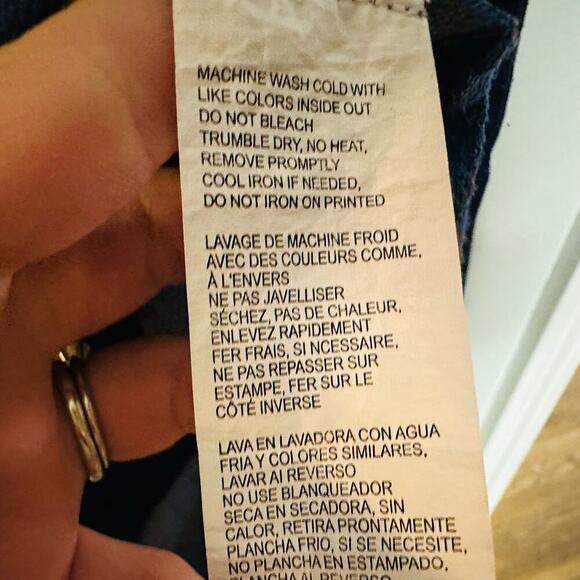 MACHINE WASH COLD WITH
LIKE COLORS INSIDE OUT
DO NOT BLEACH
TRUMBLE DRY, NO HEAT,
REMOVE PROMPTLY
COOL IRON IF NEEDED,
DO NOT IRON ON PRINTED
LAVAGE DE MACHINE FROID
AVEC DES COULEURS COMME,
À L'ENVERS
NE PAS JAVELLISER
SÉCHEZ, PAS DE CHALEUR,
ENLEVEZ RAPIDEMENT
FER FRAIS, SI NCESSAIRE,
NE PAS REPASSER SUR
ESTAMPE, FER SUR LE
CÔTÉ INVERSE
LAVA EN LAVADORA CON AGUA
FRIA Y COLORES SIMILARES,
LAVAR AI REVERSO
NO USE BLANQUEADOR
SECA EN SECADORA, SIN
CALOR, RETIRA PRONTAMENTE
PLANCHA FRIO, SI SE NECESITE,
NO PLANCHA EN ESTAMPADO,
PLANCHA AL REVERSO